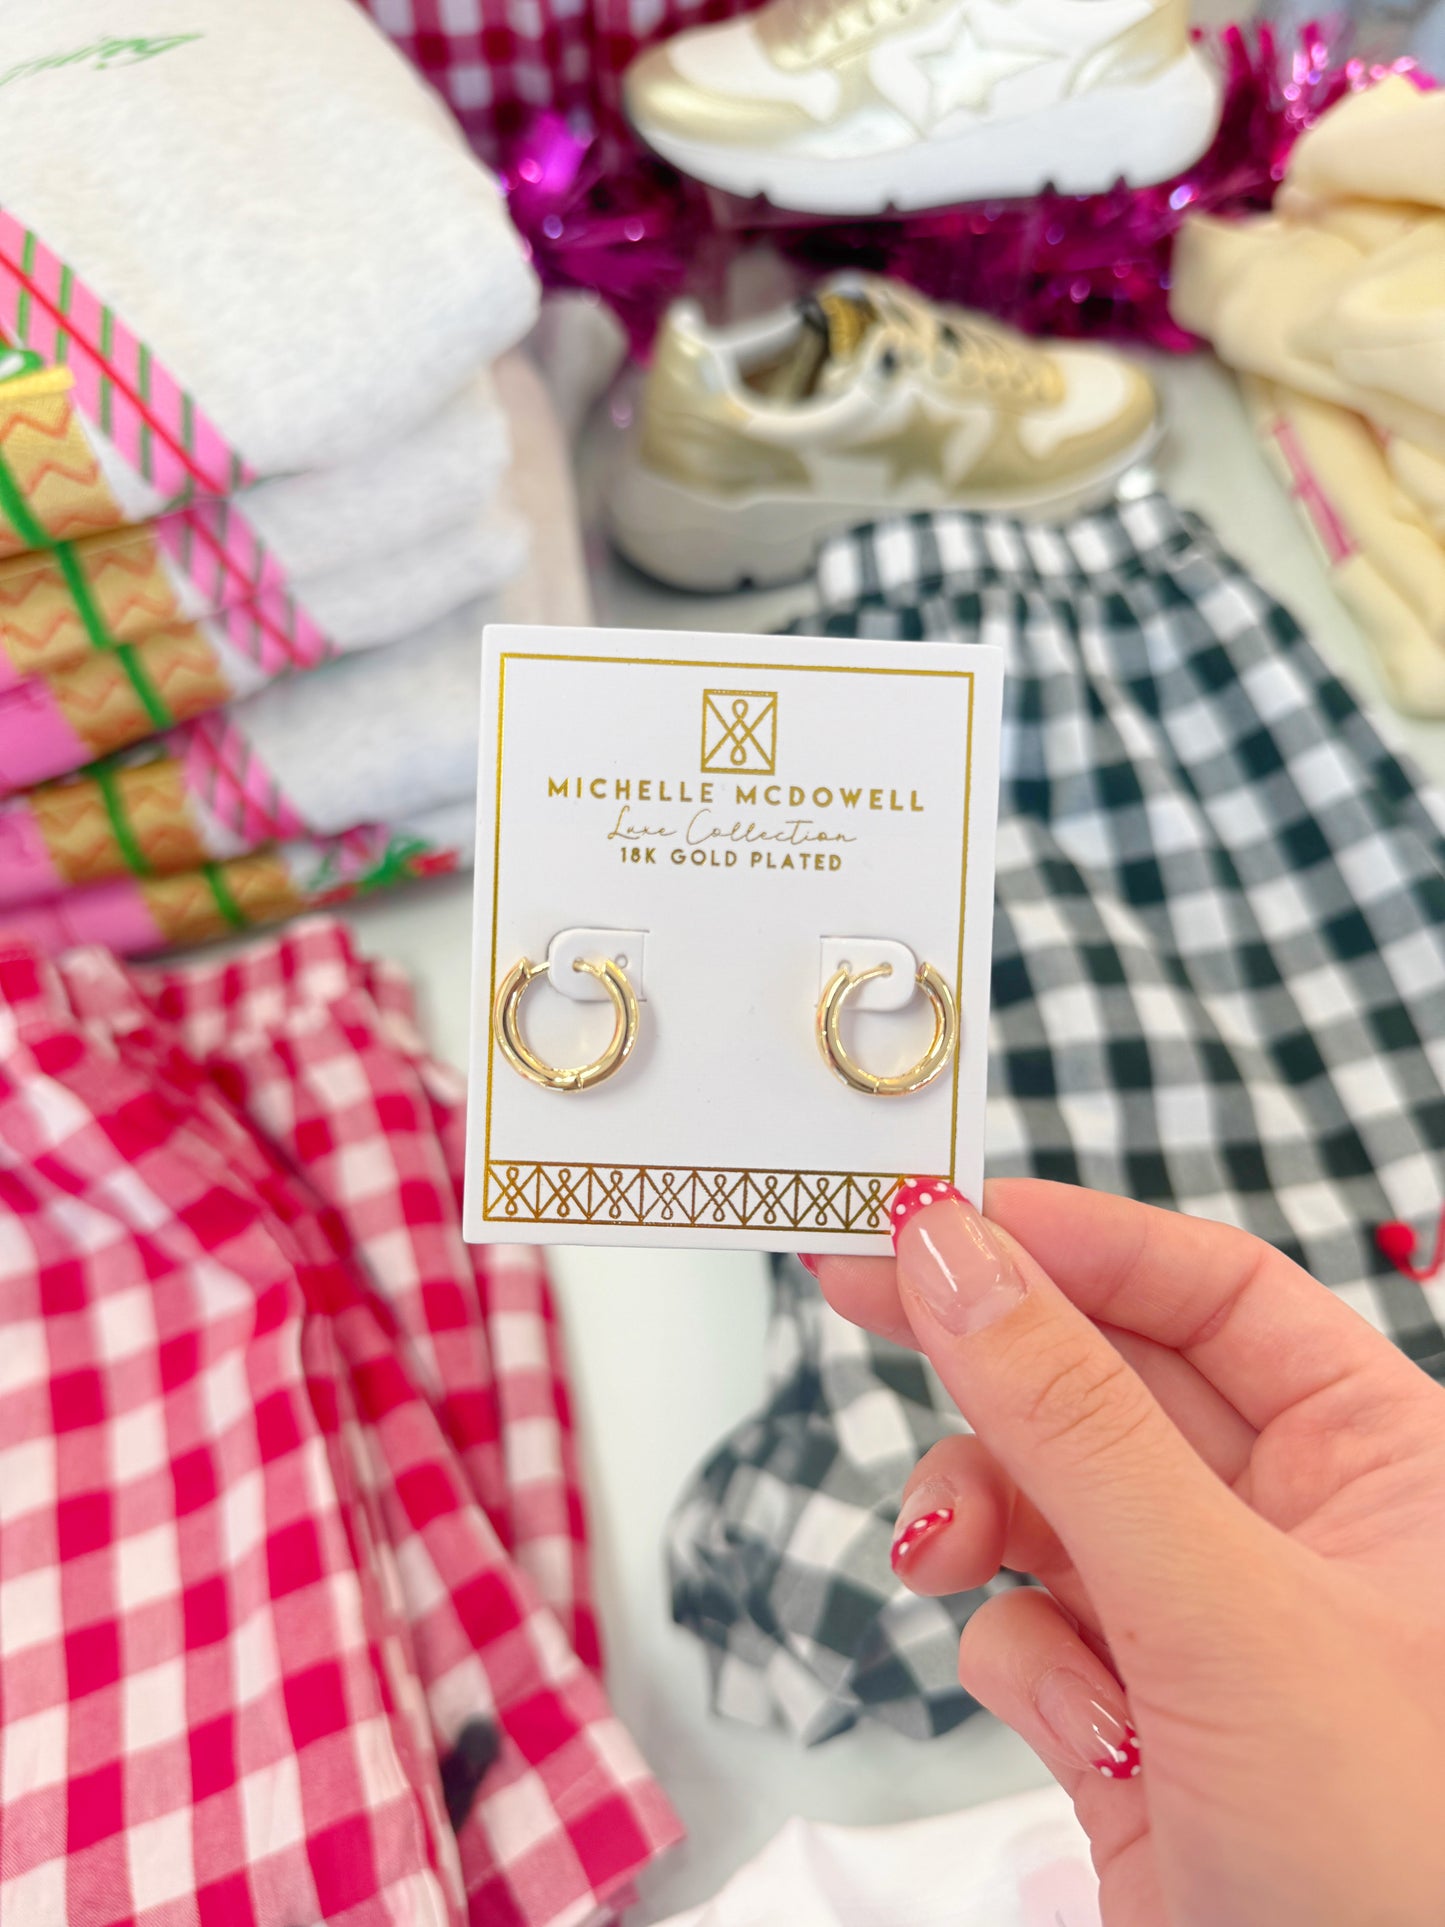 MICHELLE MCDOWELL
Luxe Collection
18K GOLD PLATED